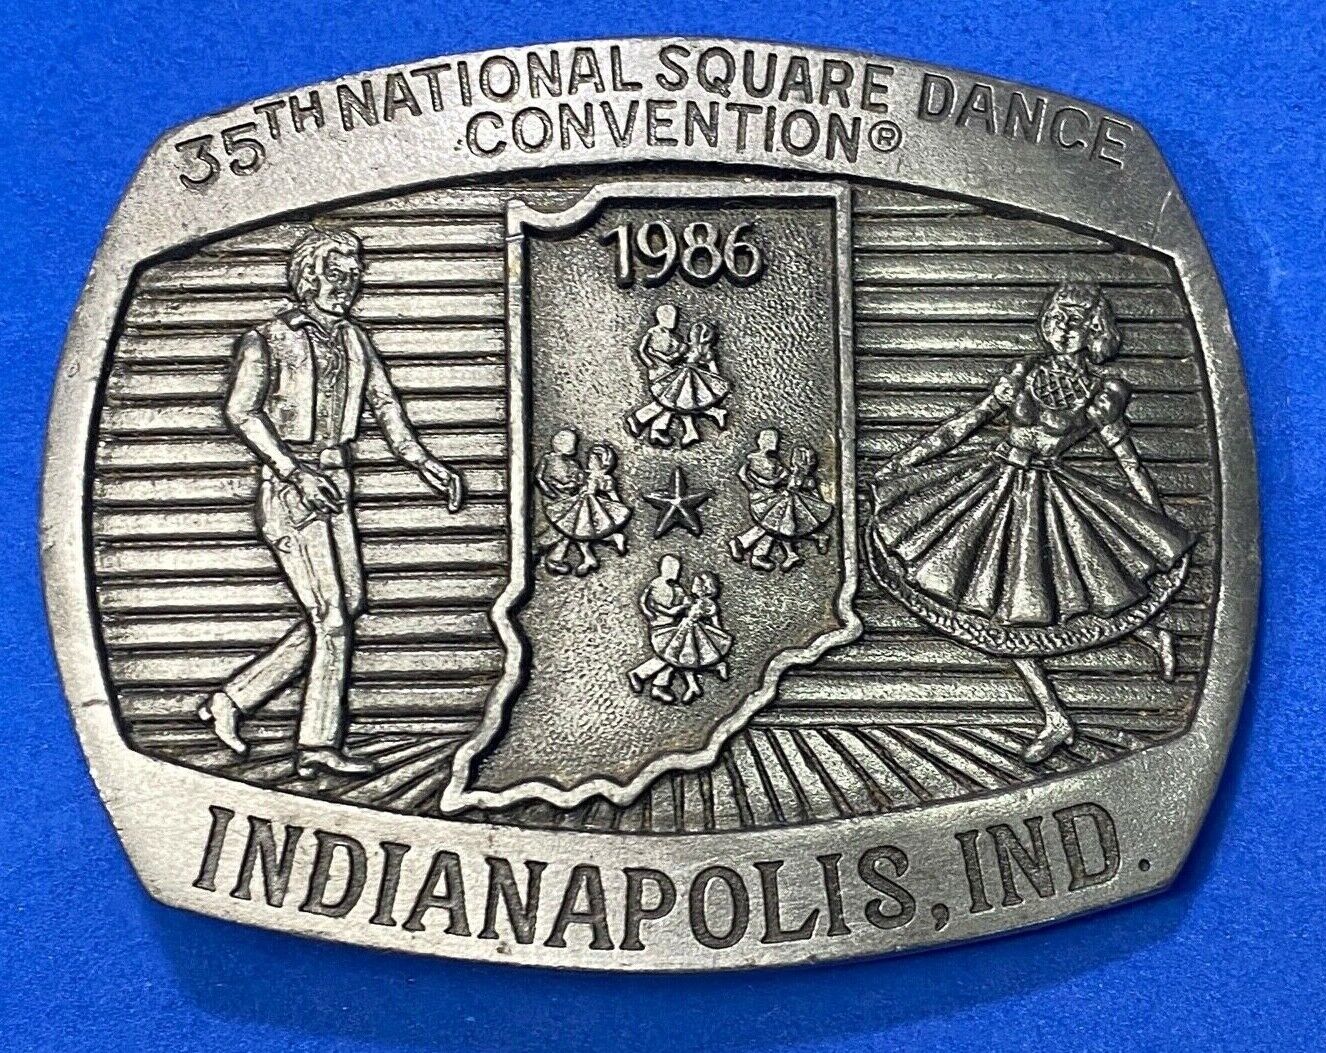 35TH NATIONAL SQUARE DANCE
CONVENTION®
1986
INDIANAPOLIS, IND.